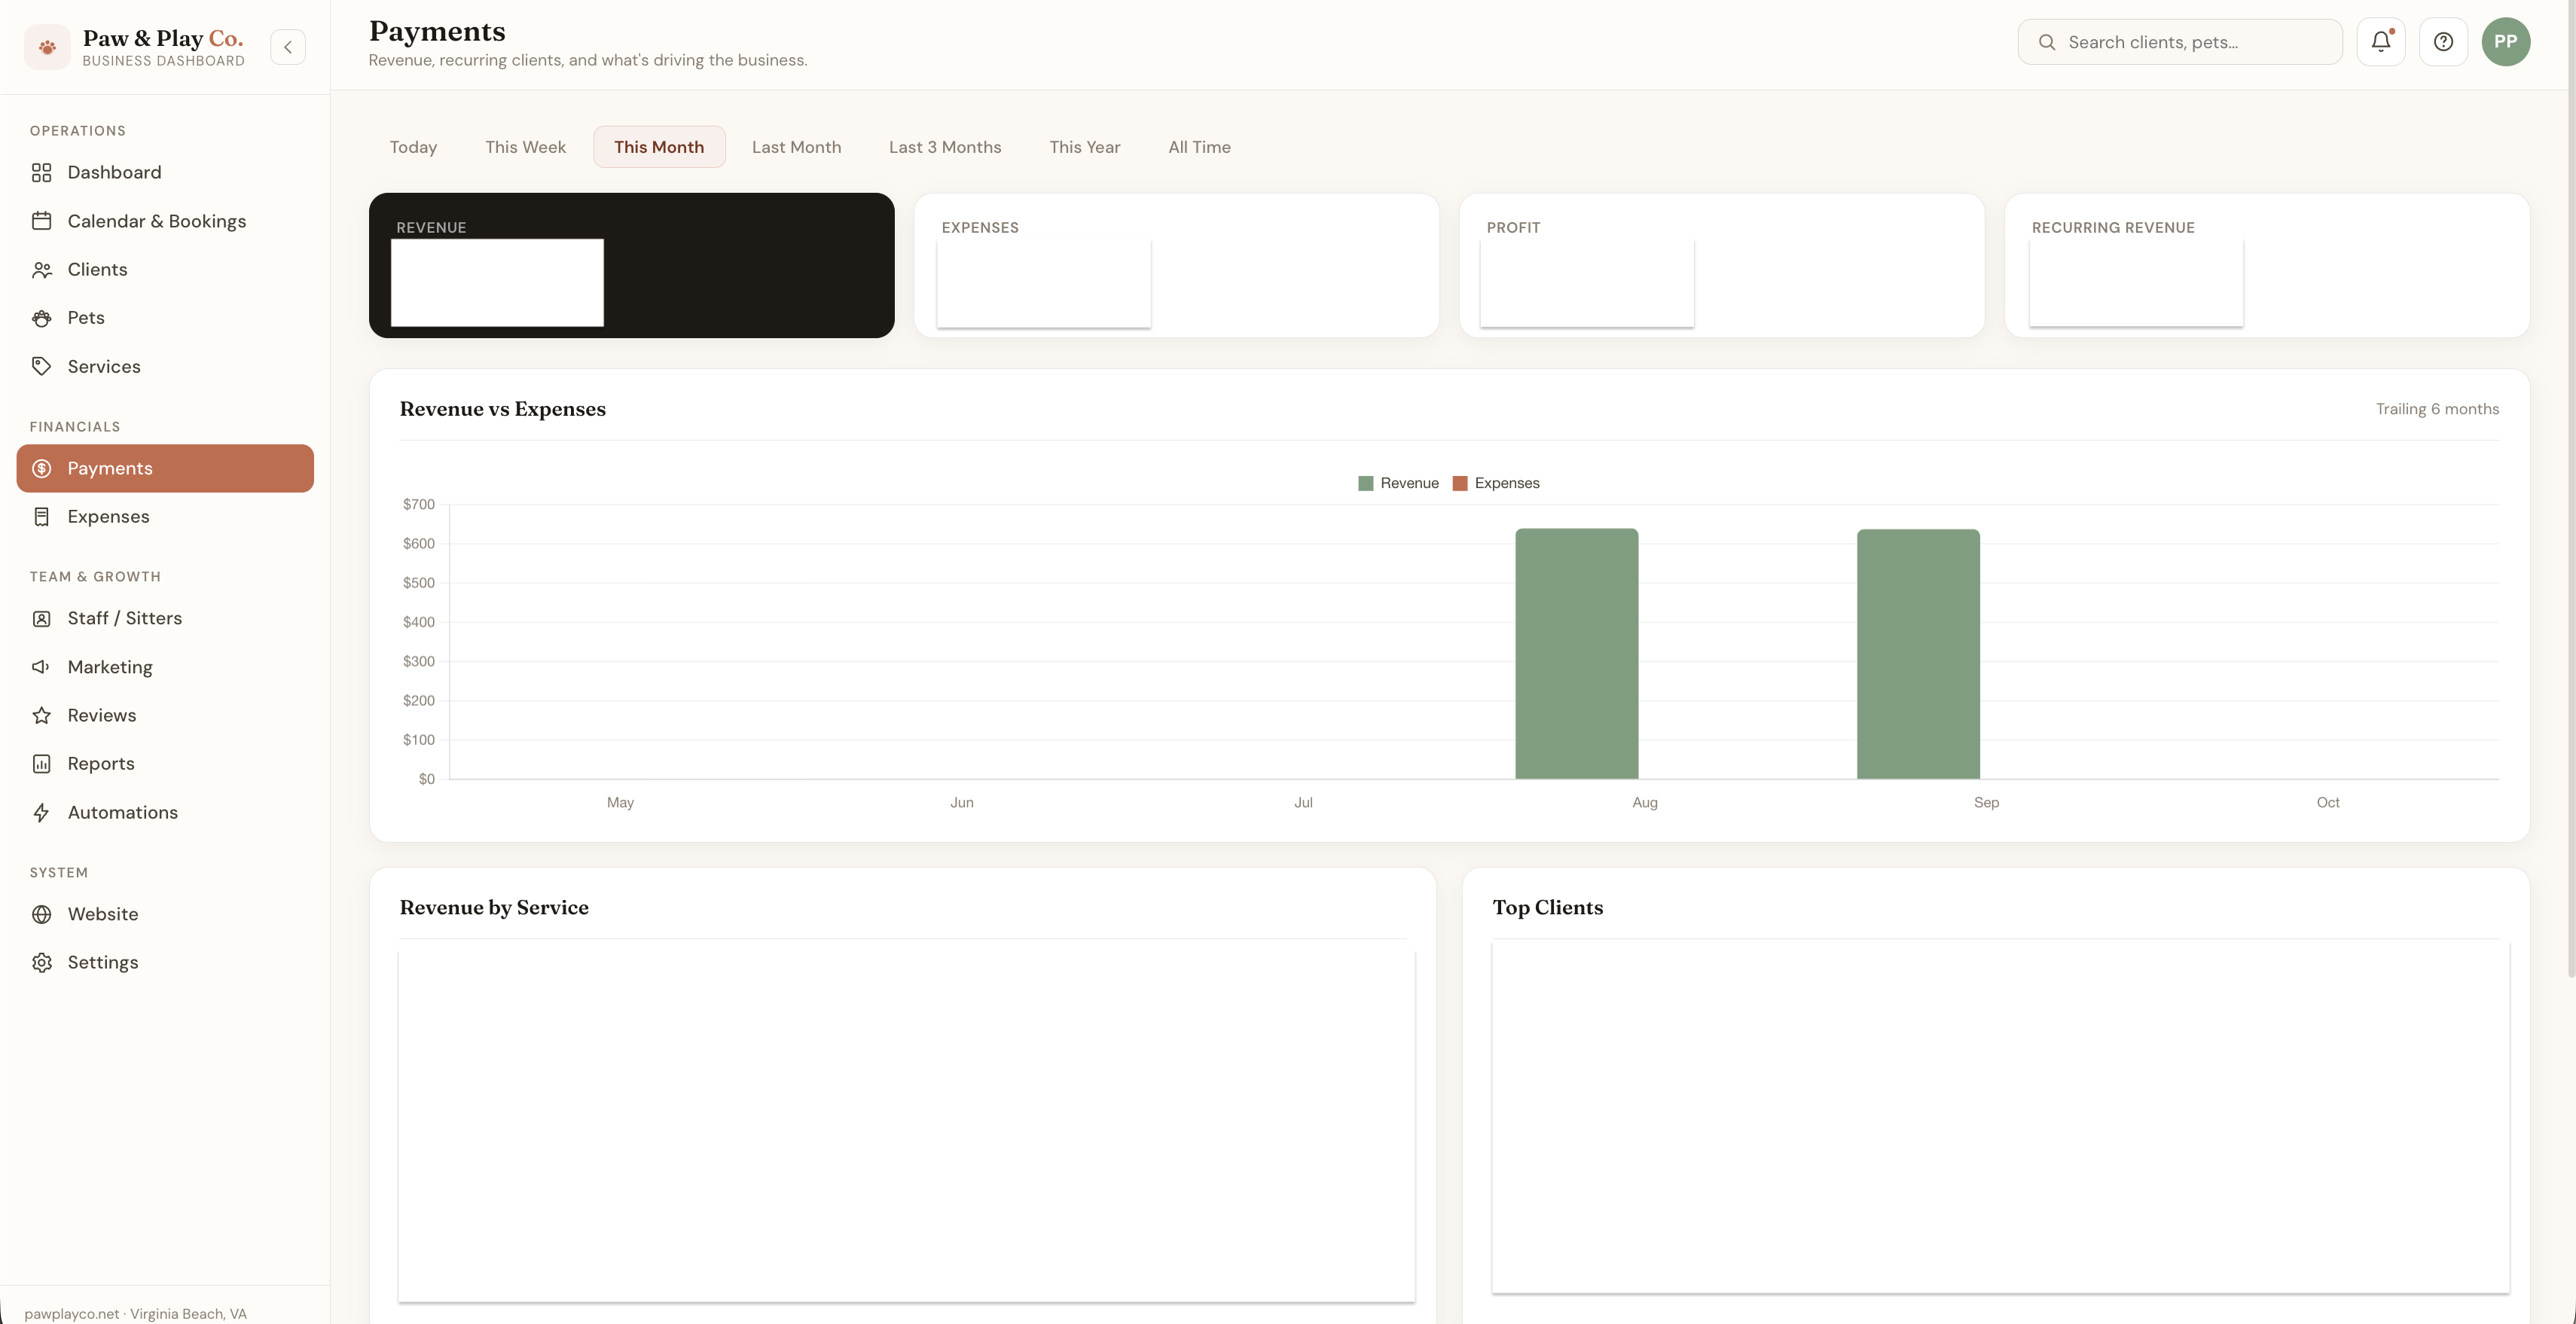 Paw & Play Co.
BUSINESS DASHBOARD
OPERATIONS
Dashboard
Calendar & Bookings
Clients
Pets
Services
FINANCIALS
Payments
Expenses
TEAM & GROWTH
Staff / Sitters
Marketing
Reviews
Reports
Automations
SYSTEM
Website
Settings
pawplayco.net · Virginia Beach, VA
Payments
Revenue, recurring clients, and what's driving the business.
Search clients, pets...
PP
Today This Week This Month Last Month Last 3 Months This Year All Time
REVENUE
EXPENSES
PROFIT
RECURRING REVENUE
Revenue vs Expenses
Trailing 6 months
Revenue Expenses
$700
$600
$500
$400
$300
$200
$100
$0
May Jun Jul Aug Sep Oct
Revenue by Service
Top Clients